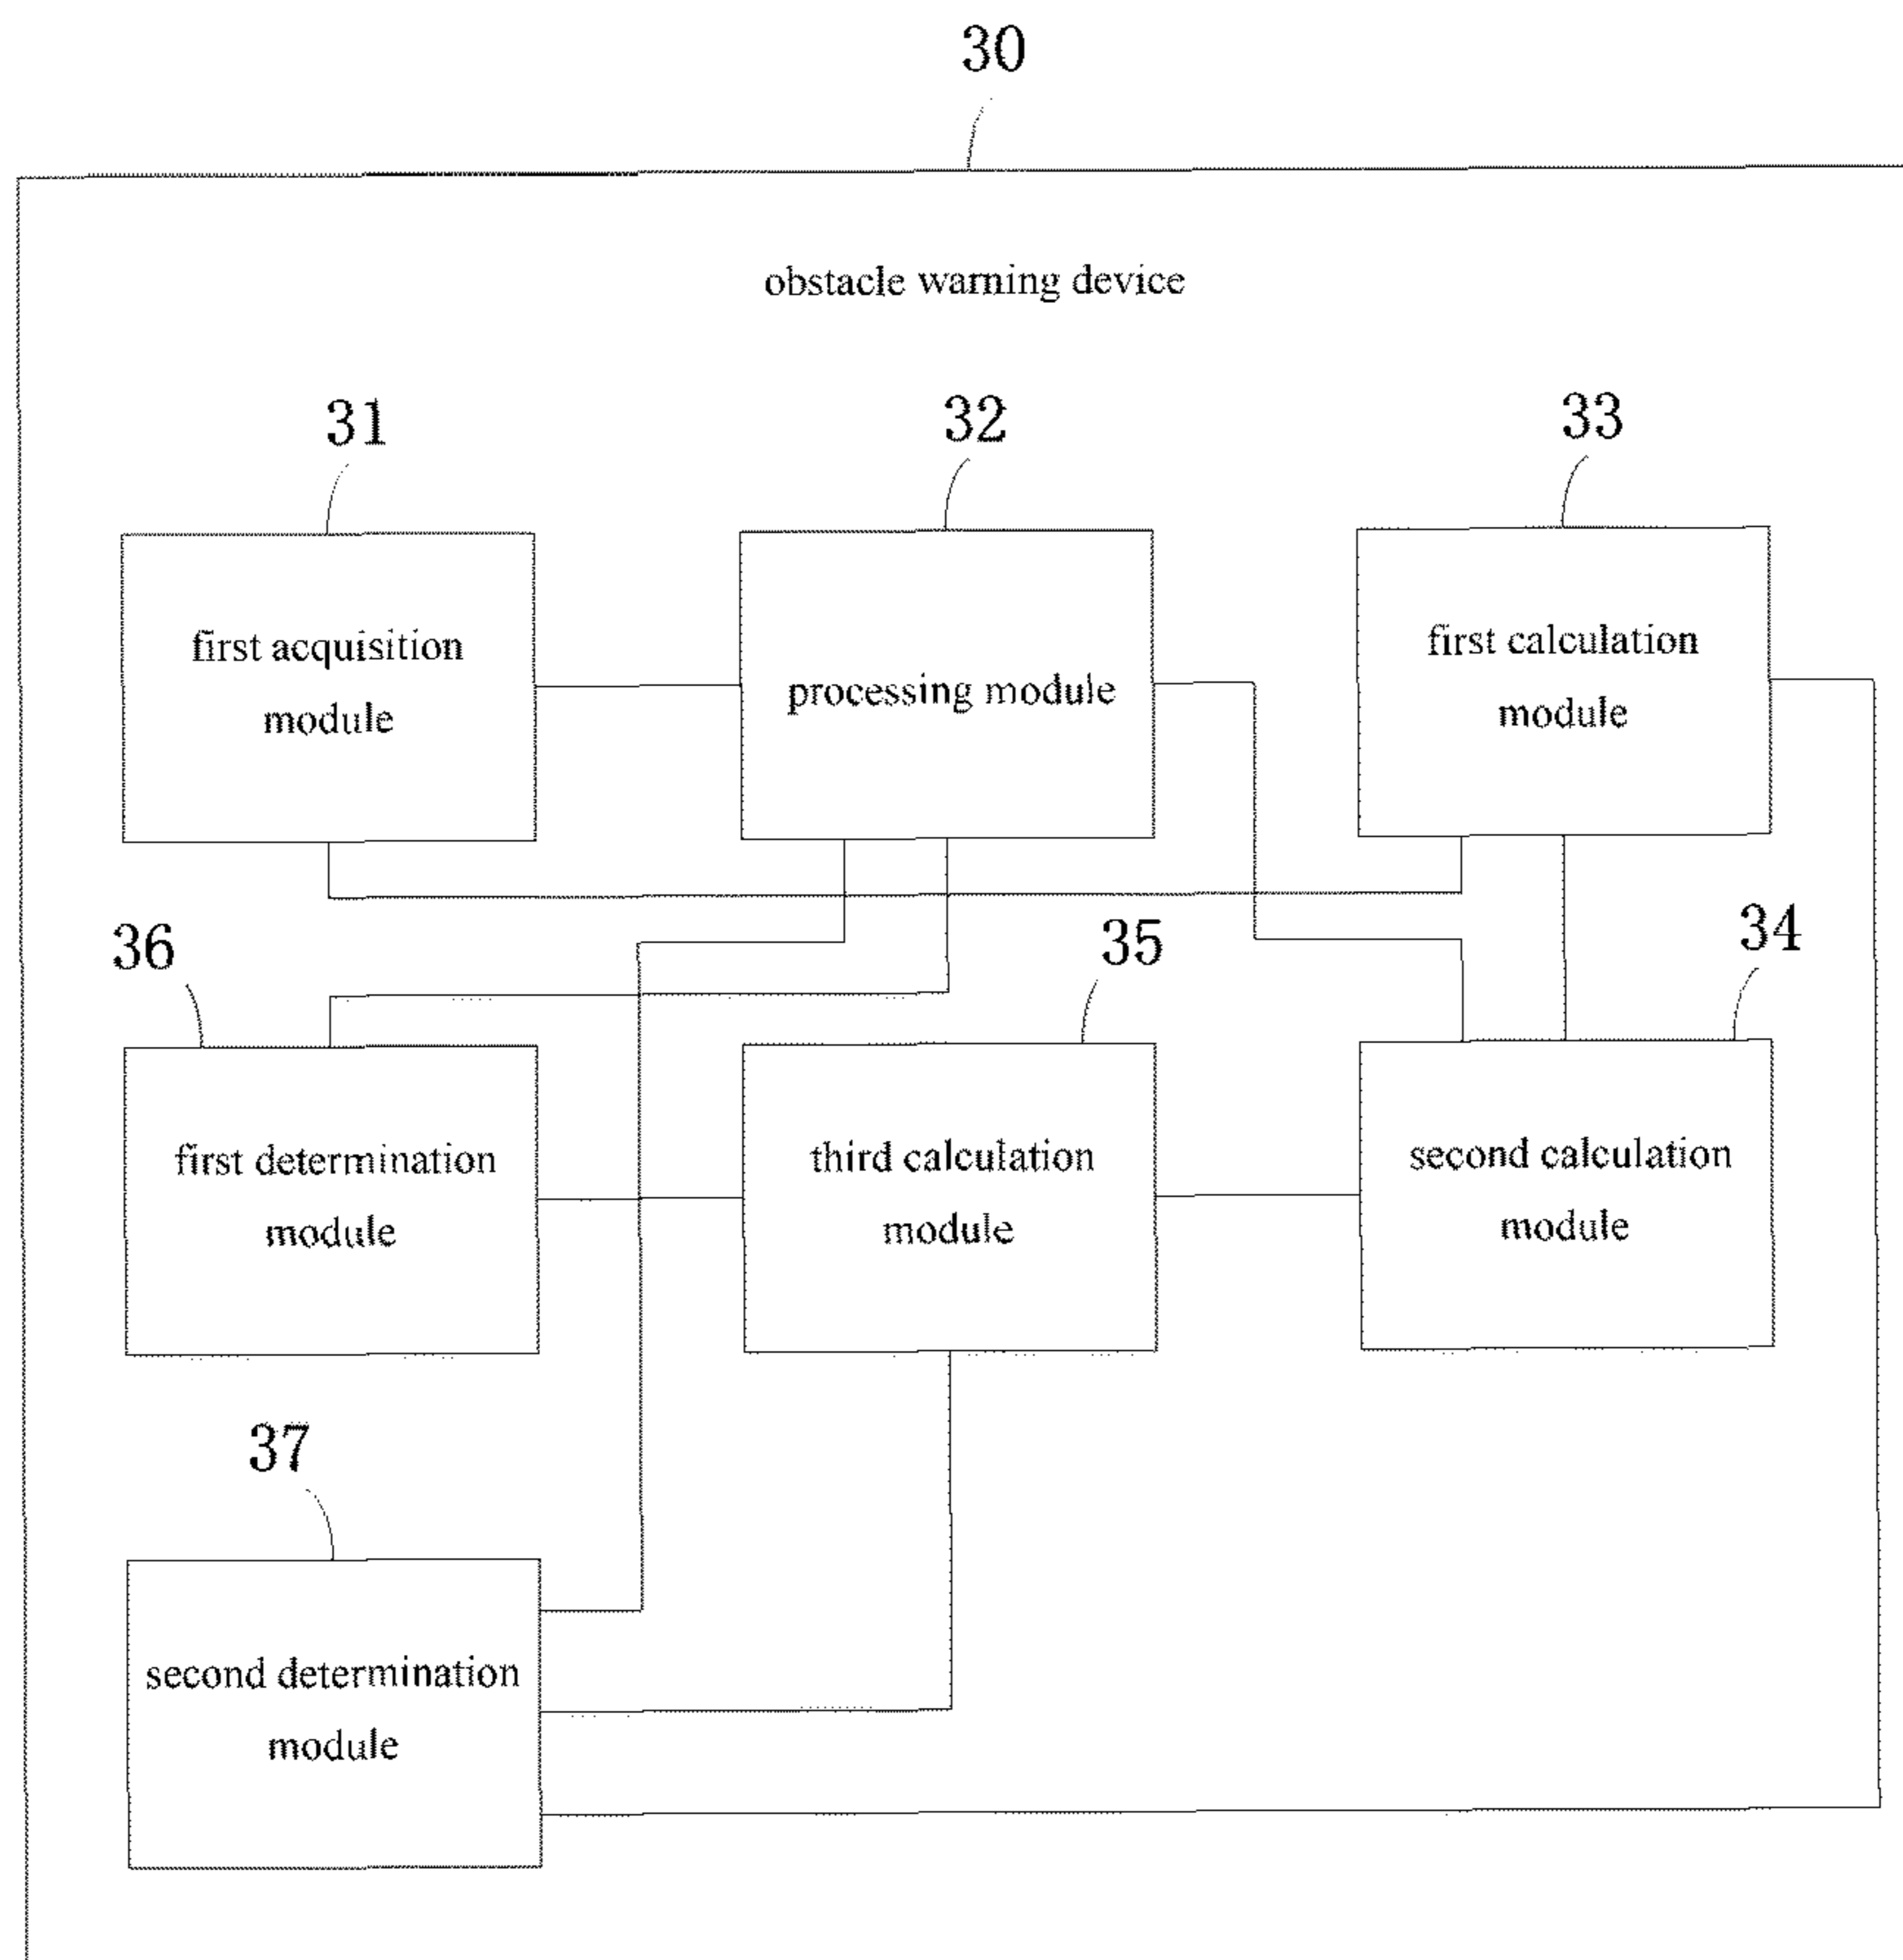 30
obstacle warning device
31
32
33
first acquisition
module
processing module
first calculation
module
36
35
34
first determination
module
third calculation
module
second calculation
module
37
second determination
module